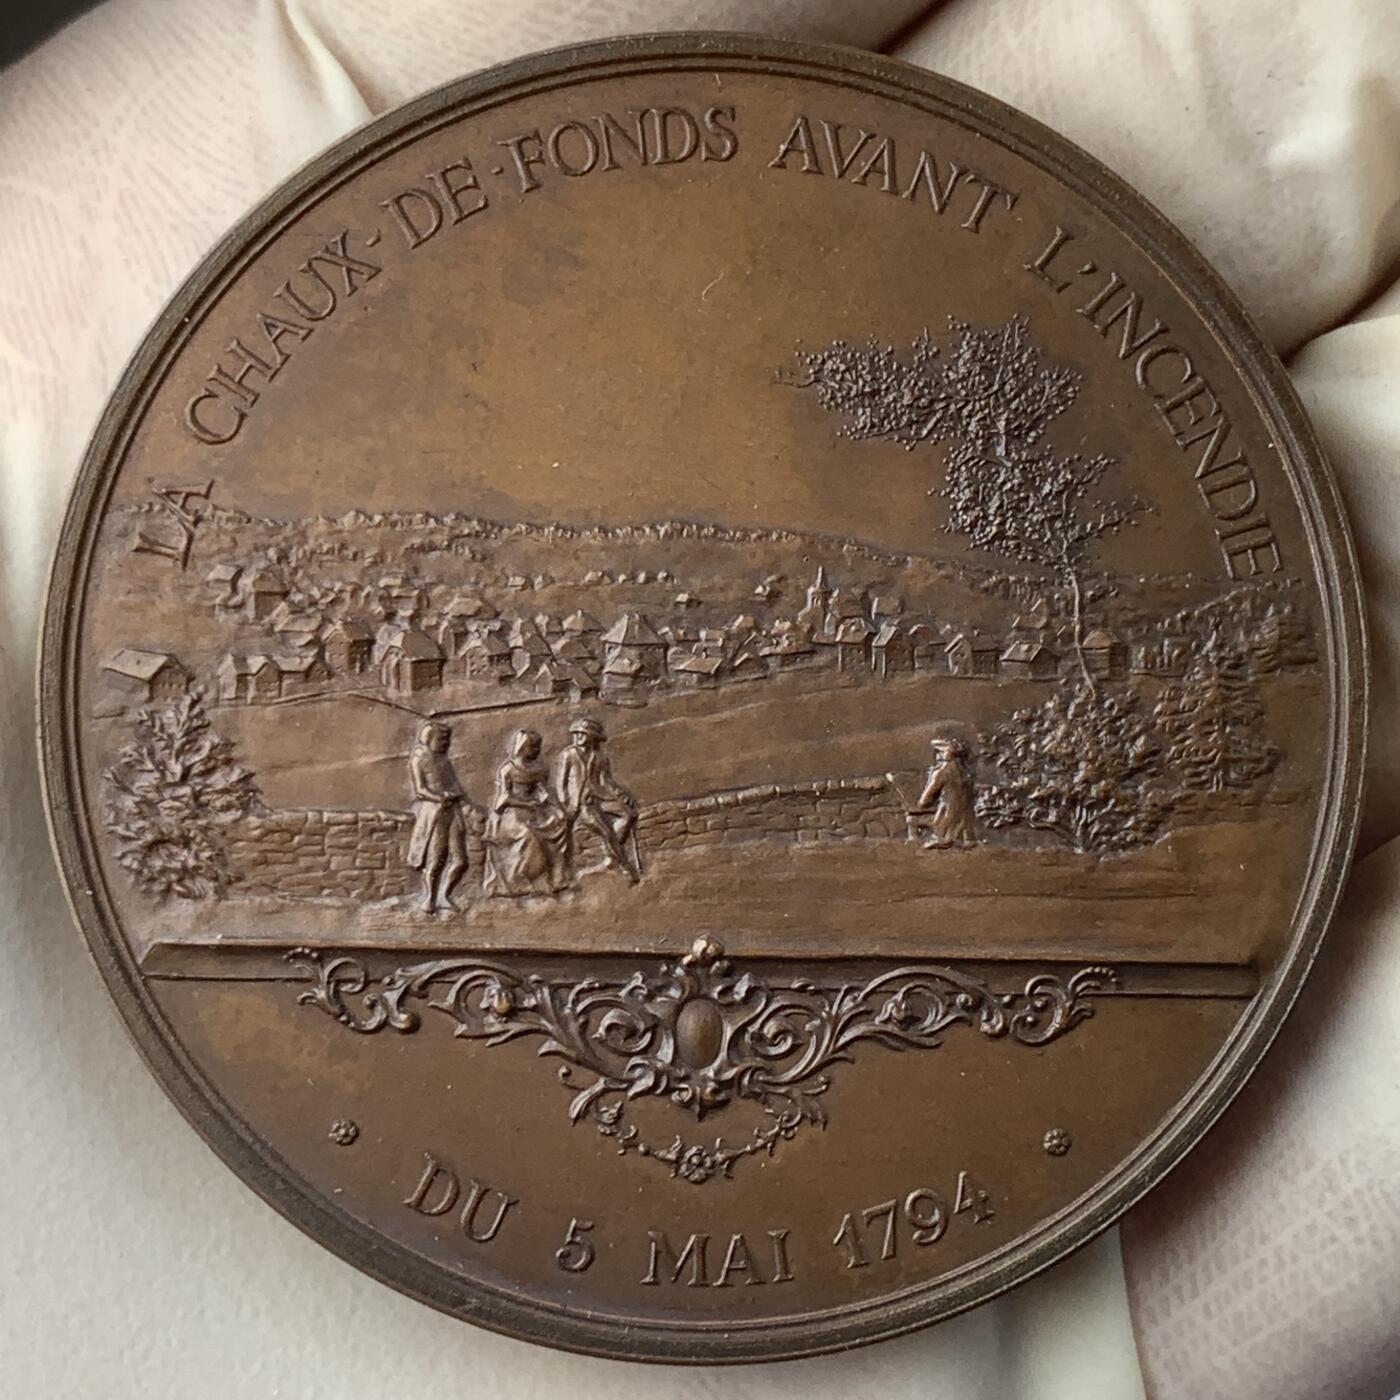 LA CHAUX-DE-FONDS AVANT L'INCENDIE
DU 5 MAI 1794